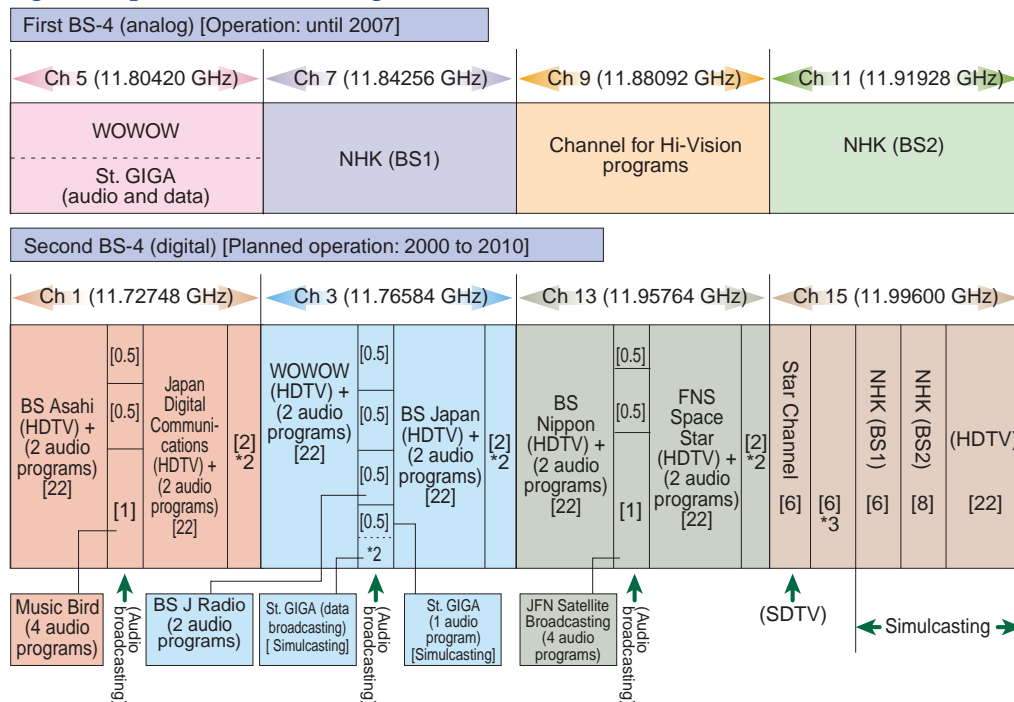 First BS-4 (analog) [Operation: until 2007]
Ch 5 (11.80420 GHz)
Ch 7 (11.84256 GHz)
Ch 9 (11.88092 GHz)
Ch 11 (11.91928 GHz)
WOWOW
St. GIGA
(audio and data)
NHK (BS1)
Channel for Hi-Vision
programs
NHK (BS2)
Second BS-4 (digital) [Planned operation: 2000 to 2010]
Ch 1 (11.72748 GHz)
Ch 3 (11.76584 GHz)
Ch 13 (11.95764 GHz)
Ch 15 (11.99600 GHz)
BS Asahi
(HDTV) +
(2 audio
programs)
[22]
[0.5]
[0.5]
[1]
Japan
Digital
Communi-
cations
(HDTV) +
(2 audio
programs)
[22]
[2]
*2
WOWOW
(HDTV) +
(2 audio
programs)
[22]
[0.5]
[0.5]
[0.5]
[0.5]
*2
BS Japan
(HDTV) +
(2 audio
programs)
[22]
[2]
*2
BS
Nippon
(HDTV) +
(2 audio
programs)
[22]
[0.5]
[0.5]
[1]
FNS
Space
Star
(HDTV) +
(2 audio
programs)
[22]
[2]
*2
Star Channel
[6]
[6]
*3
NHK (BS1)
[6]
NHK (BS2)
[8]
(HDTV)
[22]
Music Bird
(4 audio
programs)
(Audio
broadcasting)
BS J Radio
(2 audio
programs)
St. GIGA (data
broadcasting)
[ Simulcasting]
(Audio
broadcasting)
St. GIGA
(1 audio
program)
[Simulcasting]
JFN Satellite
Broadcasting
(4 audio
programs)
(Audio
broadcasting)
(SDTV)
Simulcasting